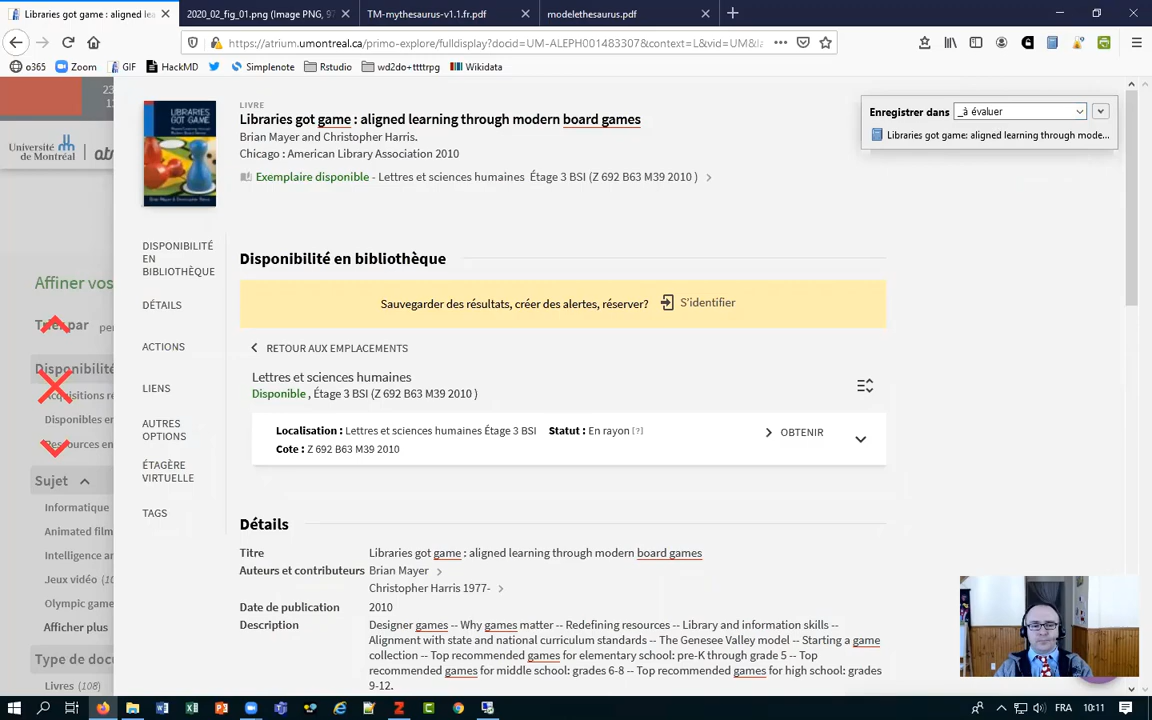 Libraries got game : aligned lea
2020_02_fig_01.png (Image PNG, 97
TM-mythesaurus-v1.1.fr.pdf
modelethesaurus.pdf
https://atrium.umontreal.ca/primo-explore/fulldisplay?docid=UM-ALEPH001483307&context=L&vid=UM&la
o365
Zoom
GIF
HackMD
Simplenote
Rstudio
wd2do+ttttrpg
Wikidata
Université
de Montréal
LIBRARIES
GOT GAME
LIVRE
Libraries got game : aligned learning through modern board games
Brian Mayer and Christopher Harris.
Chicago : American Library Association 2010
Exemplaire disponible - Lettres et sciences humaines Étage 3 BSI (Z 692 B63 M39 2010 )
Enregistrer dans
_à évaluer
Libraries got game: aligned learning through mode...
DISPONIBILITÉ
EN
BIBLIOTHÈQUE
DÉTAILS
ACTIONS
LIENS
AUTRES
OPTIONS
ÉTAGÈRE
VIRTUELLE
TAGS
Affiner vos
Trier par
Disponibilité
Acquisitions re
Disponibles en
Ressources en
Sujet
Informatique
Animated film
Intelligence ar
Jeux vidéo (10
Olympic game
Afficher plus
Type de docu
Livres (108)
Disponibilité en bibliothèque
Sauvegarder des résultats, créer des alertes, réserver? S'identifier
RETOUR AUX EMPLACEMENTS
Lettres et sciences humaines
Disponible , Étage 3 BSI (Z 692 B63 M39 2010 )
Localisation : Lettres et sciences humaines Étage 3 BSI Statut : En rayon [?]
OBTENIR
Cote : Z 692 B63 M39 2010
Détails
Titre Libraries got game : aligned learning through modern board games
Auteurs et contributeurs Brian Mayer
Christopher Harris 1977-
Date de publication 2010
Description Designer games -- Why games matter -- Redefining resources -- Library and information skills --
Alignment with state and national curriculum standards -- The Genesee Valley model -- Starting a game
collection -- Top recommended games for elementary school: pre-K through grade 5 -- Top
recommended games for middle school: grades 6-8 -- Top recommended games for high school: grades
9-12.
FRA
10:11